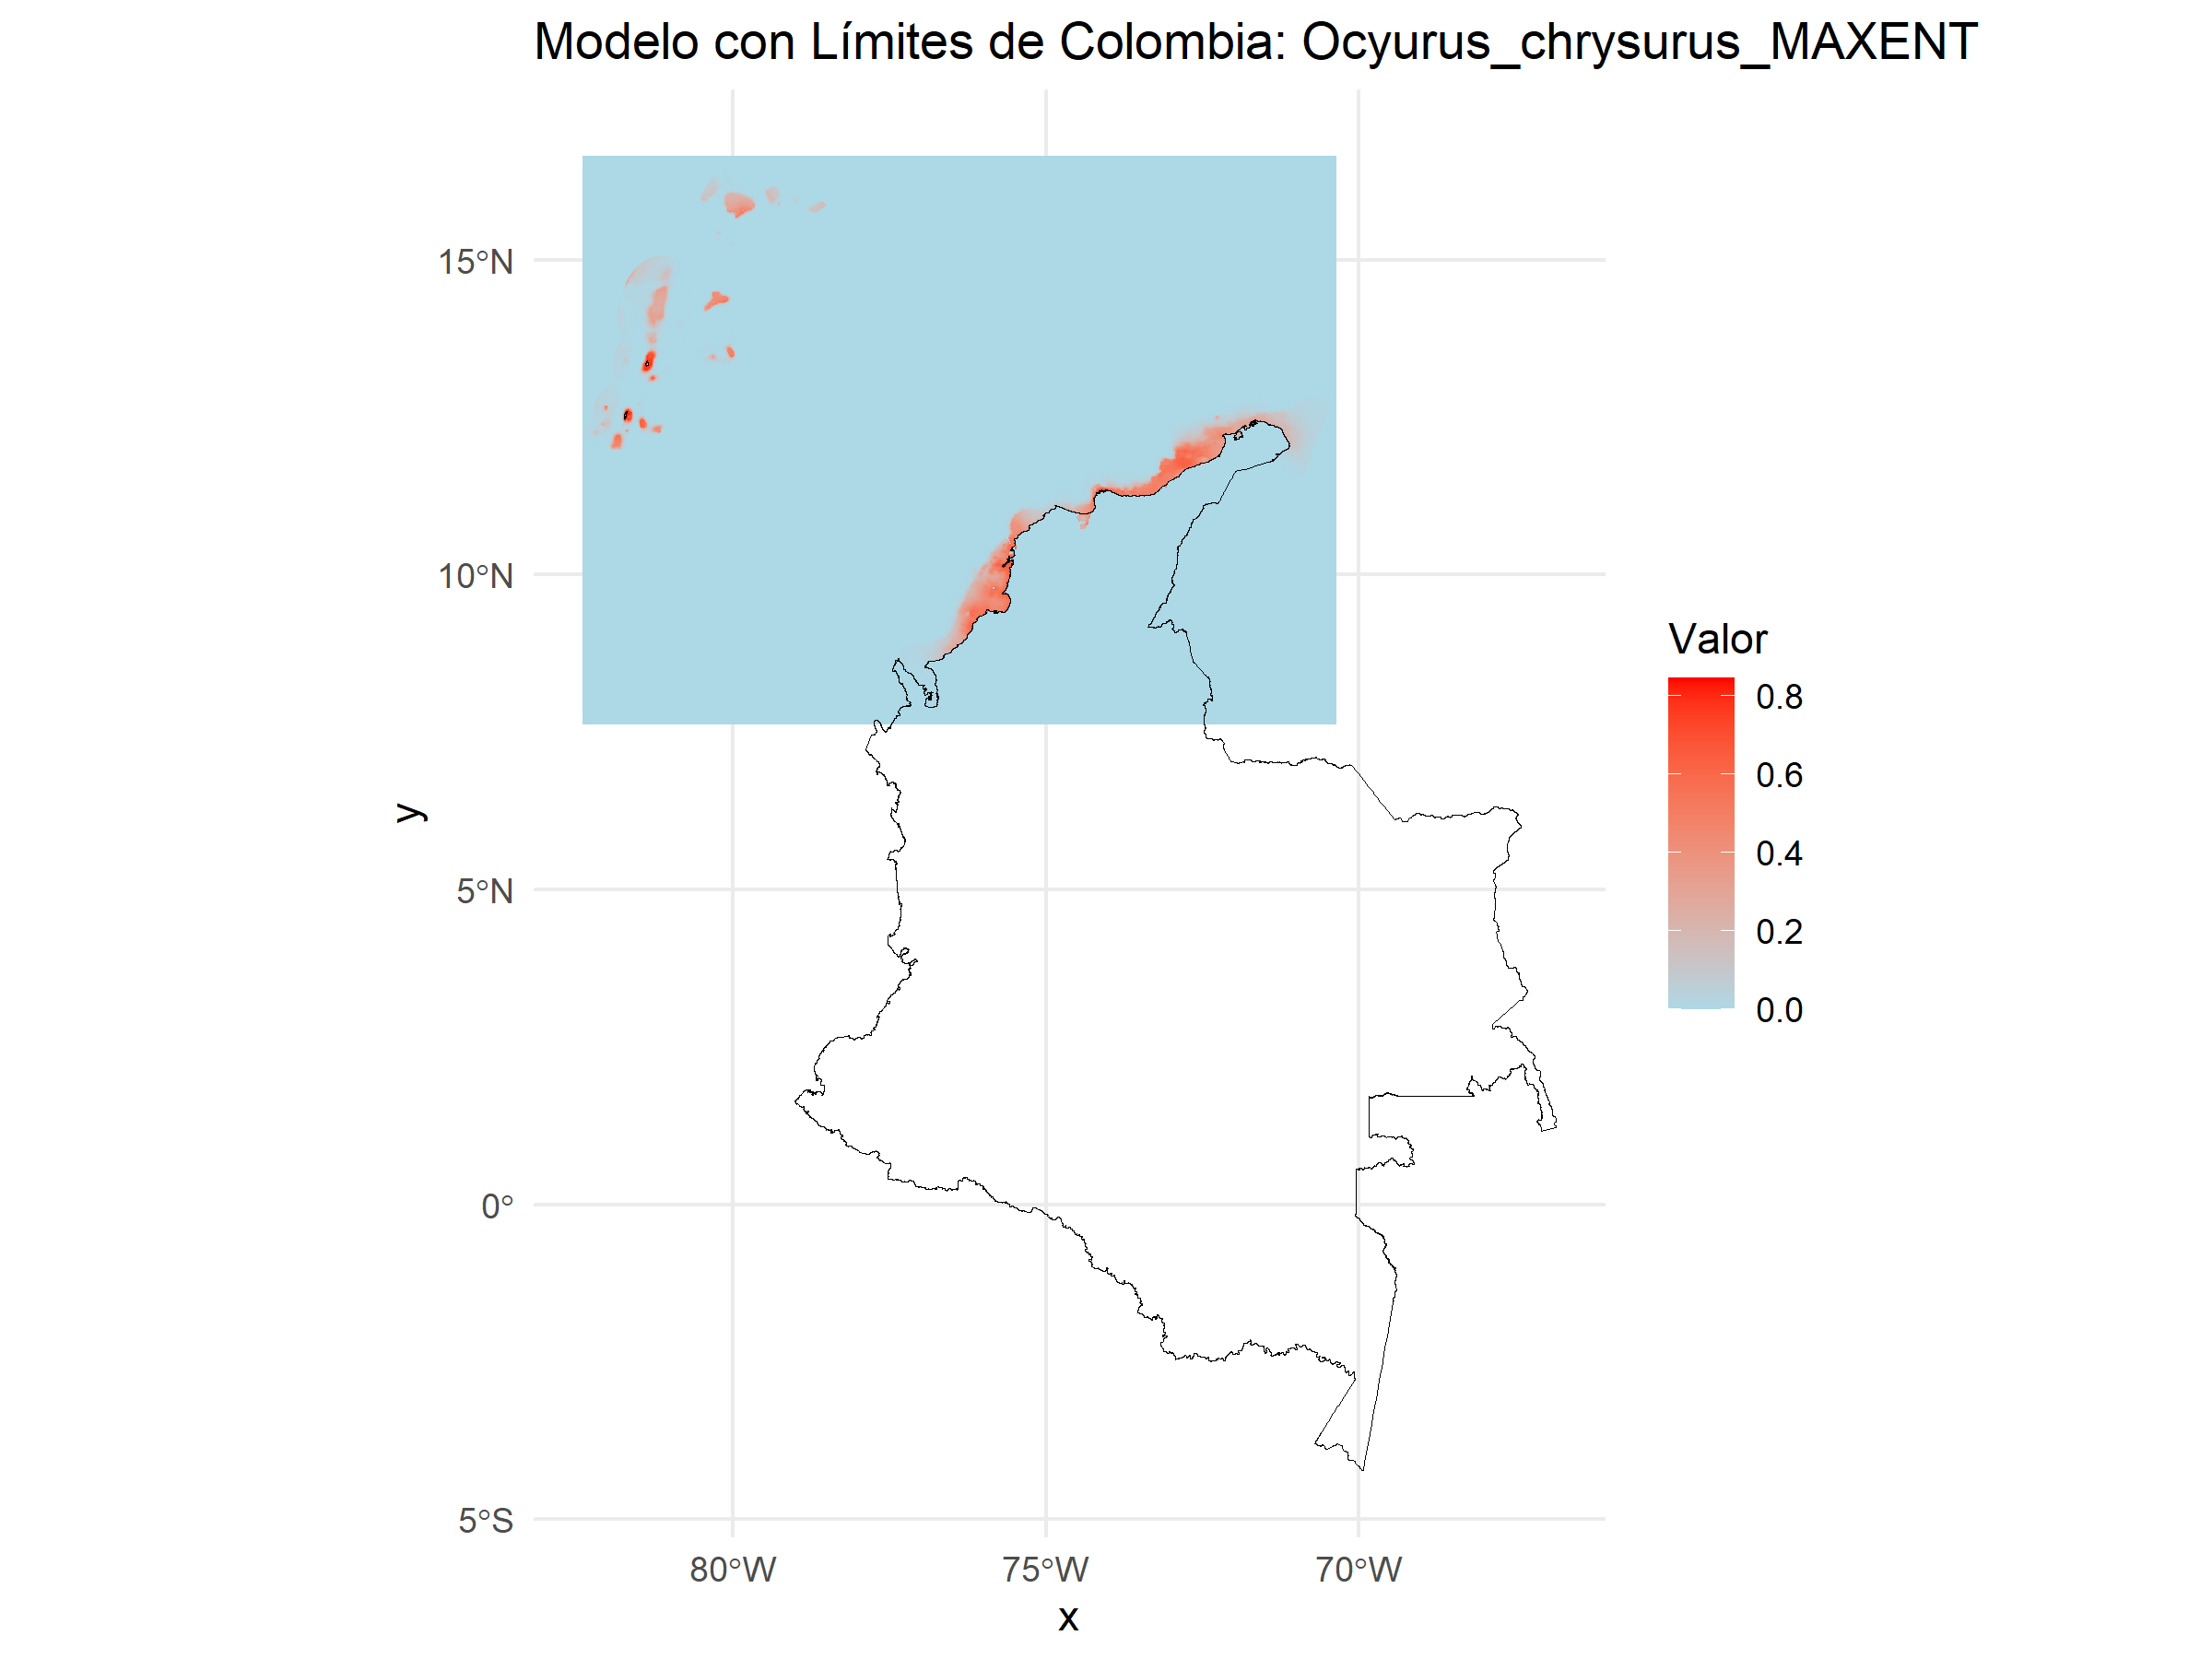 Modelo con Límites de Colombia: Ocyurus_chrysurus_MAXENT
15°N
10°N
5°N
0°
5°S
y
80°W
75°W
70°W
x
Valor
0.8
0.6
0.4
0.2
0.0